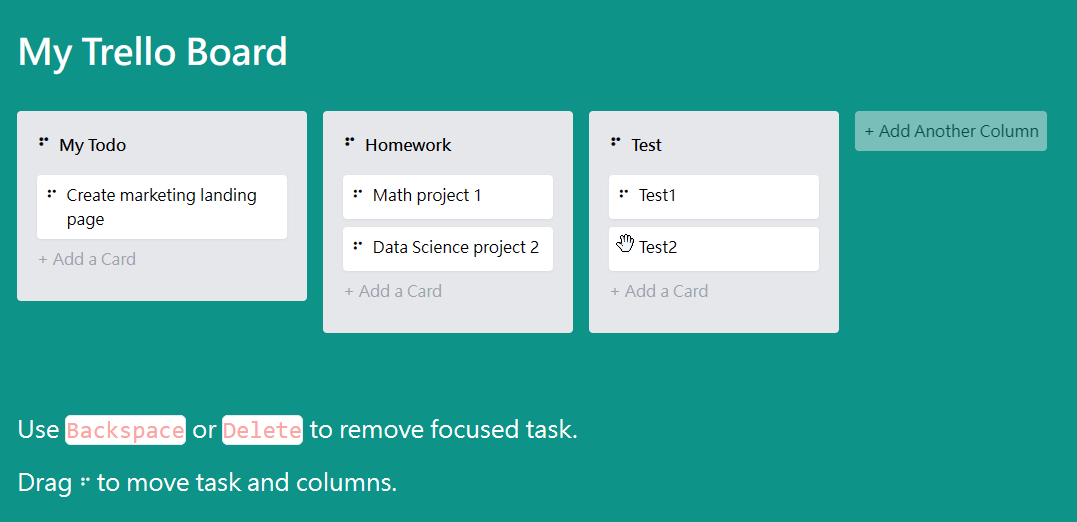 My Trello Board
My Todo
Create marketing landing
page
+ Add a Card
Homework
Math project 1
Data Science project 2
+ Add a Card
Test
Test1
Test2
+ Add a Card
+ Add Another Column
Use Backspace or Delete to remove focused task.
Drag to move task and columns.